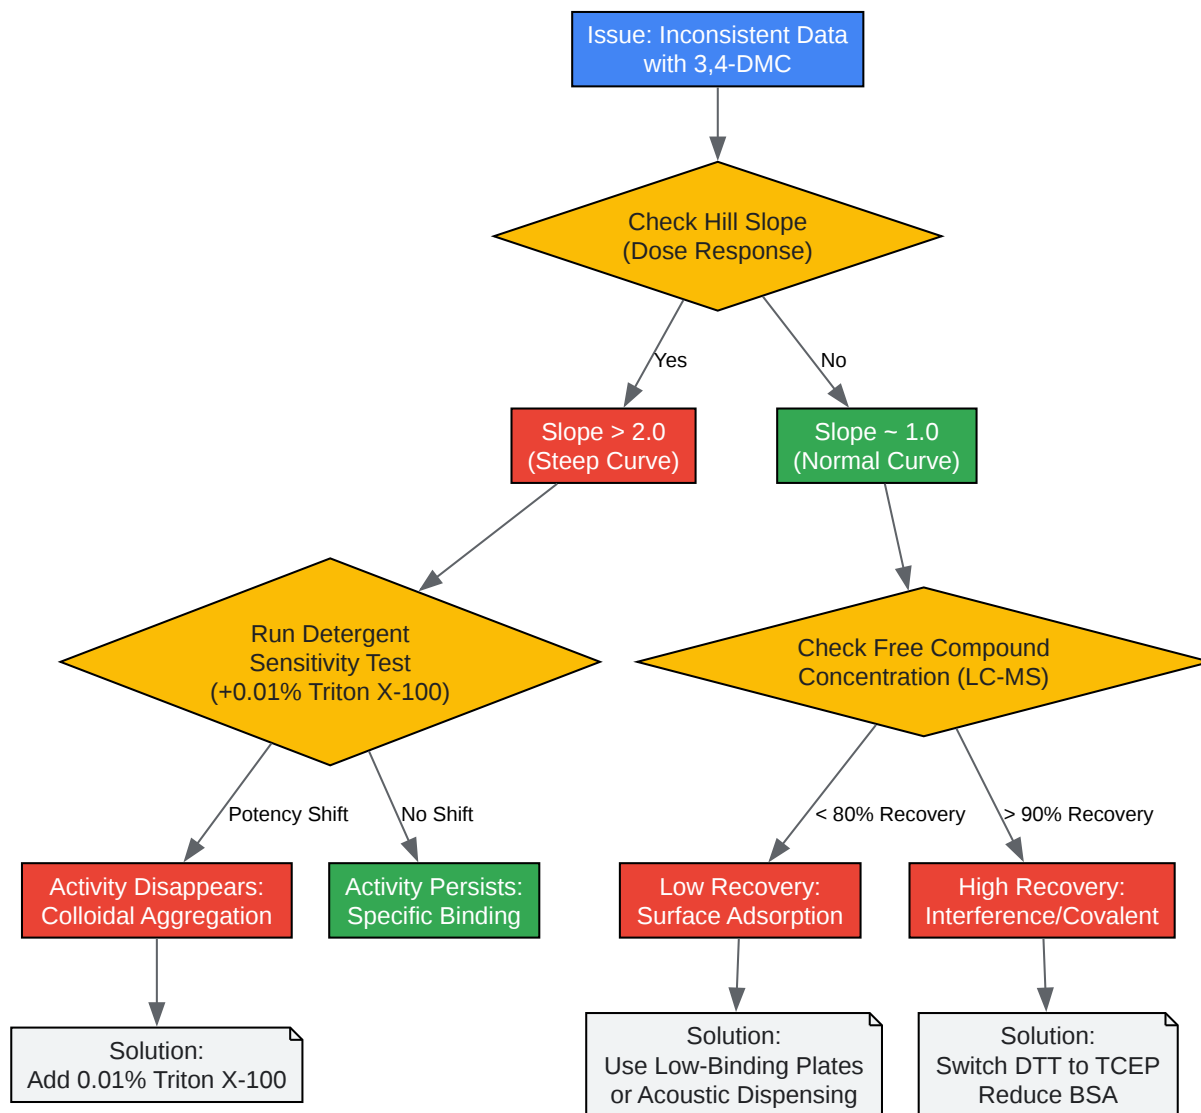 Issue: Inconsistent Data
with 3,4-DMC
Check Hill Slope
(Dose Response)
Yes
No
Slope > 2.0
(Steep Curve)
Slope ~ 1.0
(Normal Curve)
Run Detergent
Sensitivity Test
(+0.01% Triton X-100)
Check Free Compound
Concentration (LC-MS)
Potency Shift
No Shift
< 80% Recovery
> 90% Recovery
Activity Disappears:
Colloidal Aggregation
Activity Persists:
Specific Binding
Low Recovery:
Surface Adsorption
High Recovery:
Interference/Covalent
Solution:
Add 0.01% Triton X-100
Solution:
Use Low-Binding Plates
or Acoustic Dispensing
Solution:
Switch DTT to TCEP
Reduce BSA